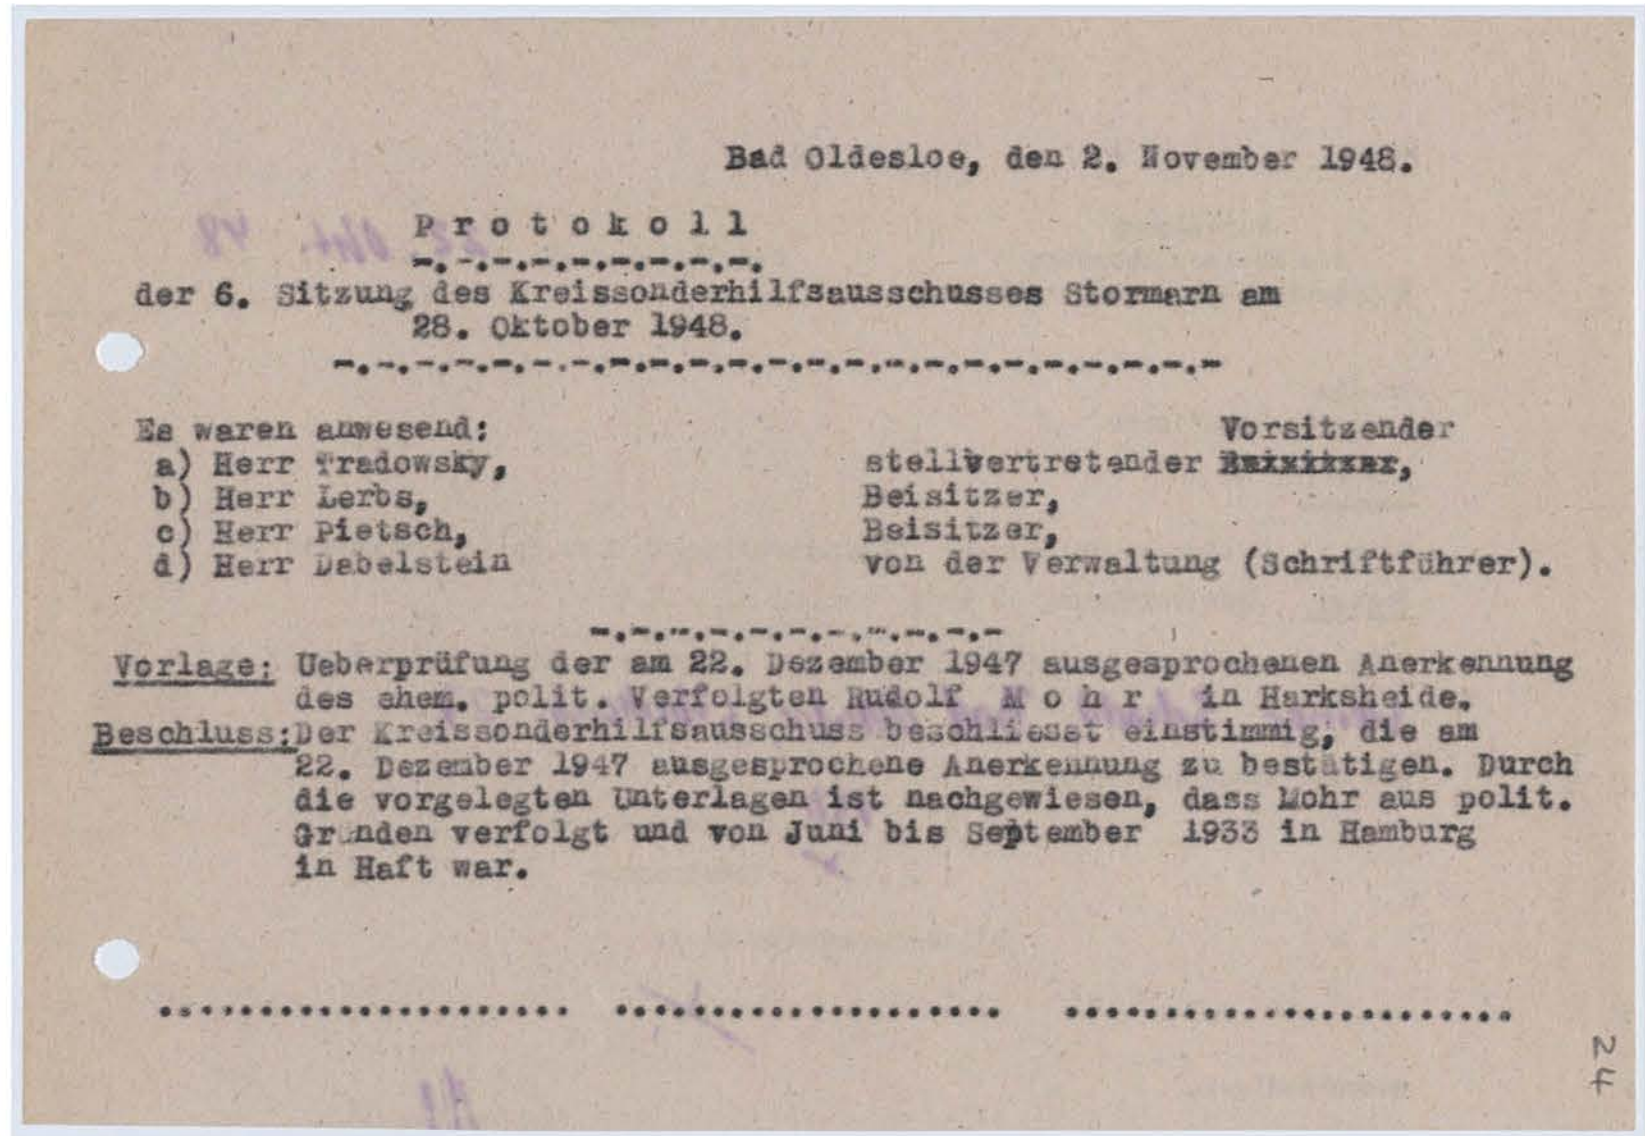 Bad Oldesloe, den 2. November 1948.
P r o t o k o l l
-.-.-.-.-.-.-.-.-.
der 6. Sitzung des Kreissonderhilfsausschusses Stormarn am
28. Oktober 1948.
-.-.-.-.-.-.-.-.-.-.-.-.-.-.-.-.-.-.-.-.-.-.-
Es waren anwesend: Vorsitzender
a) Herr Tradowsky, stellvertretender Beisitzer,
b) Herr Lerbs, Beisitzer,
c) Herr Pietsch, Beisitzer,
d) Herr Dabelstein von der Verwaltung (Schriftführer).
-.-.-.-.-.-.-.-.-.-.-
Vorlage: Ueberprüfung der am 22. Dezember 1947 ausgesprochenen Anerkennung
des ehem. polit. Verfolgten Rudolf M o h r in Harksheide.
Beschluss:Der Kreissonderhilfsausschuss beschliesst einstimmig, die am
22. Dezember 1947 ausgesprochene Anerkennung zu bestätigen. Durch
die vorgelegten Unterlagen ist nachgewiesen, dass Mohr aus polit.
Gründen verfolgt und von Juni bis September 1933 in Hamburg
in Haft war.
..................... .................... .......................
24